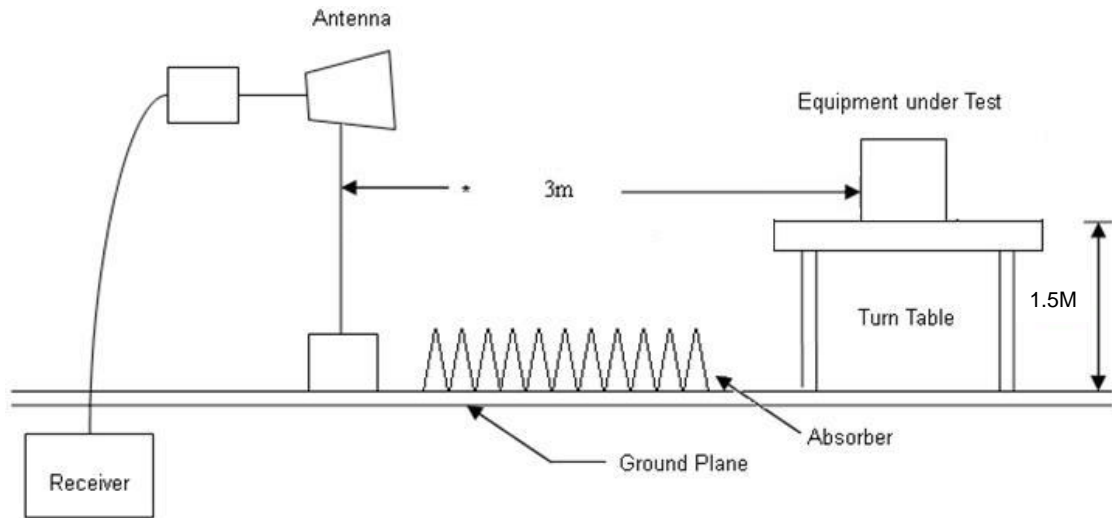 Antenna
Equipment under Test
* 3m
1.5M
Turn Table
Absorber
Ground Plane
Receiver